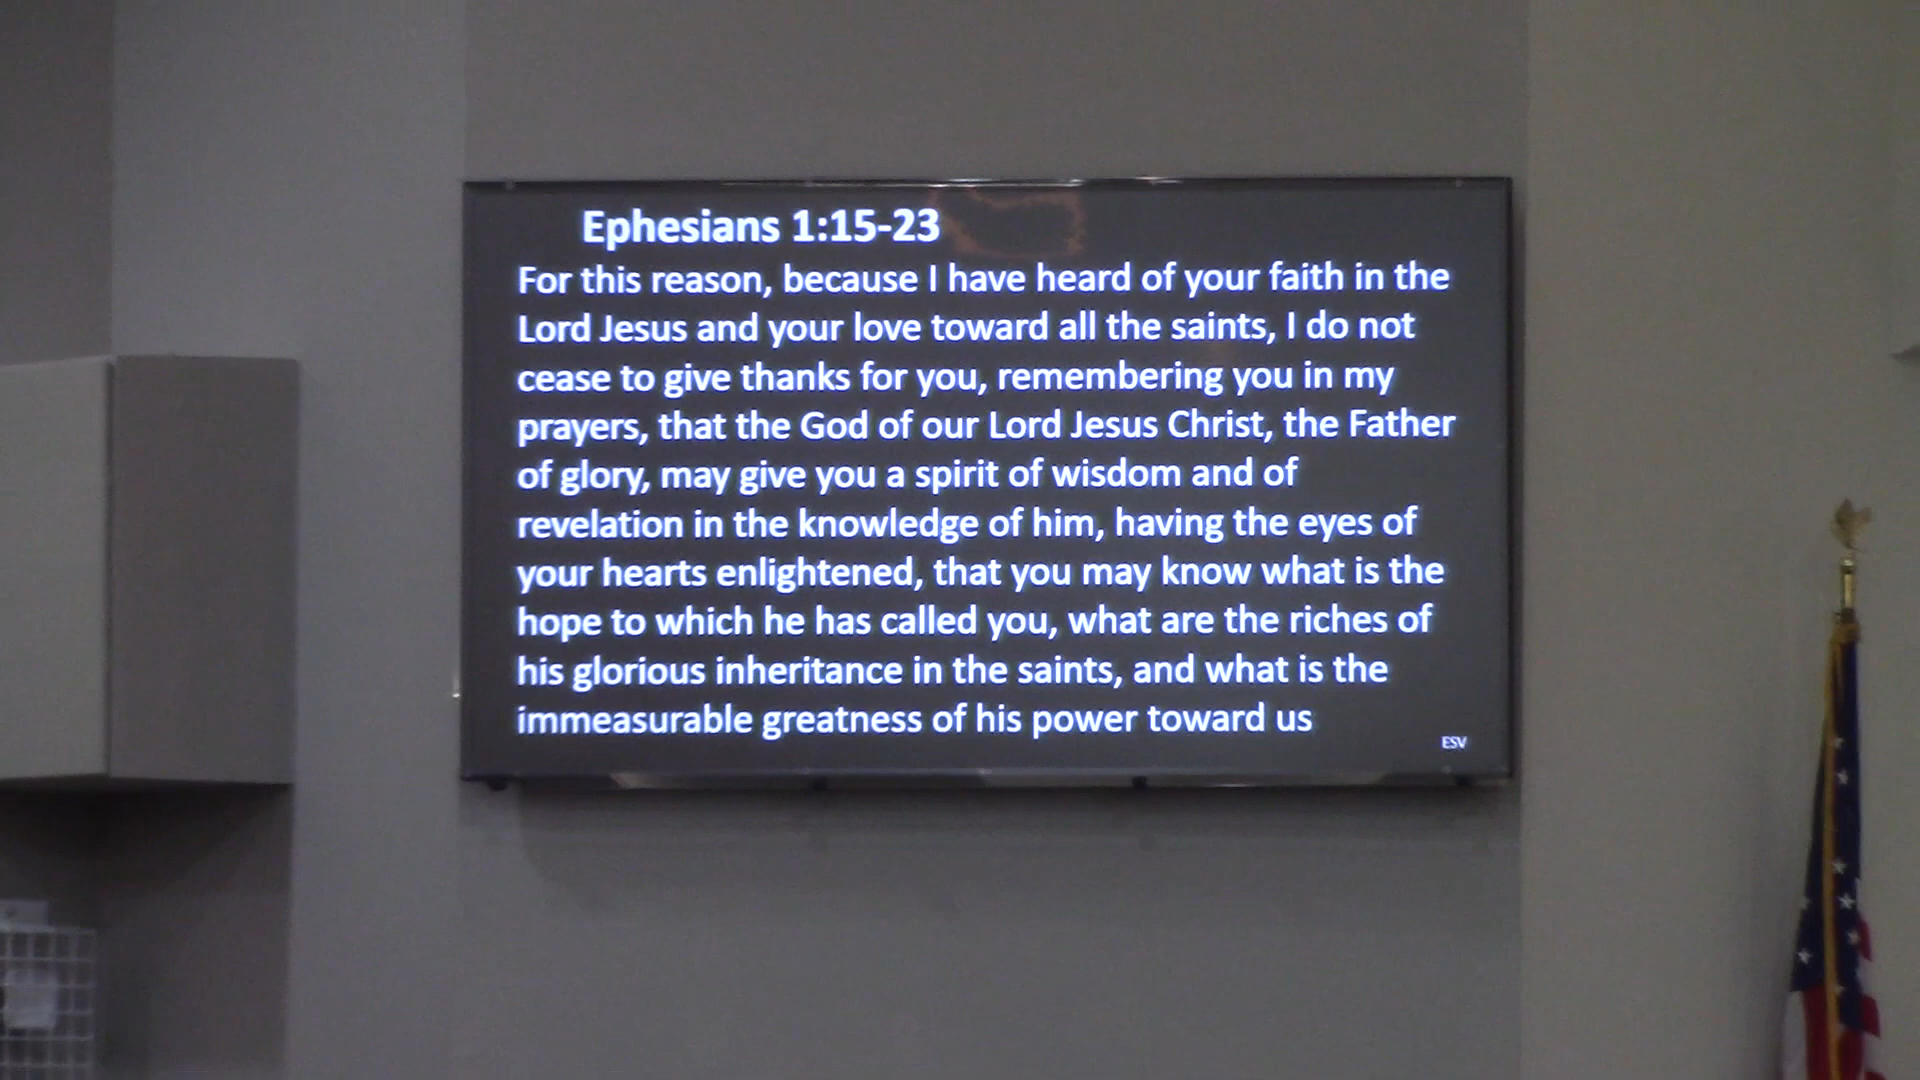 Ephesians 1:15-23
For this reason, because I have heard of your faith in the
Lord Jesus and your love toward all the saints, I do not
cease to give thanks for you, remembering you in my
prayers, that the God of our Lord Jesus Christ, the Father
of glory, may give you a spirit of wisdom and of
revelation in the knowledge of him, having the eyes of
your hearts enlightened, that you may know what is the
hope to which he has called you, what are the riches of
his glorious inheritance in the saints, and what is the
immeasurable greatness of his power toward us
ESV